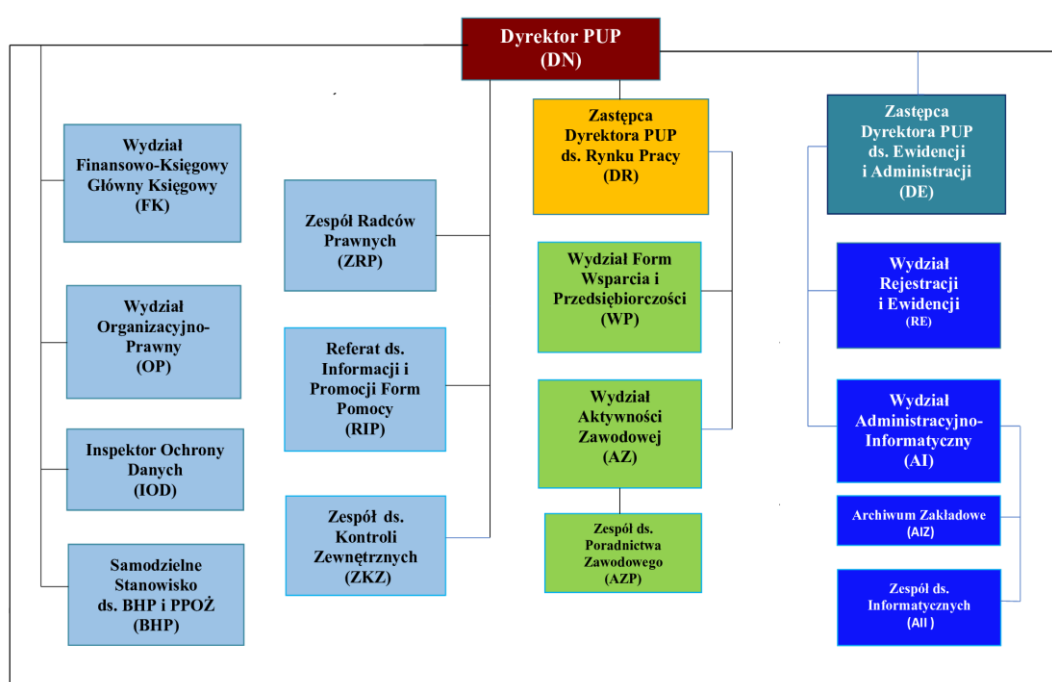 Dyrektor PUP
(DN)
Wydział
Finansowo-Księgowy
Główny Księgowy
(FK)
Wydział
Organizacyjno-
Prawny
(OP)
Inspektor Ochrony
Danych
(IOD)
Samodzielne
Stanowisko
ds. BHP i PPOŻ
(BHP)
Zespół Radców
Prawnych
(ZRP)
Referat ds.
Informacji i
Promocji Form
Pomocy
(RIP)
Zespół ds.
Kontroli
Zewnętrznych
(ZKZ)
Zastępca
Dyrektora PUP
ds. Rynku Pracy
(DR)
Wydział Form
Wsparcia i
Przedsiębiorczości
(WP)
Wydział
Aktywności
Zawodowej
(AZ)
Zespól ds.
Poradnictwa
Zawodowego
(AZP)
Zastępca
Dyrektora PUP
ds. Ewidencji
i Administracji
(DE)
Wydział
Rejestracji
i Ewidencji
(RE)
Wydział
Administracyjno-
Informatyczny
(AI)
Archiwum Zakładowe
(AIZ)
Zespól ds.
Informatycznych
(AII )